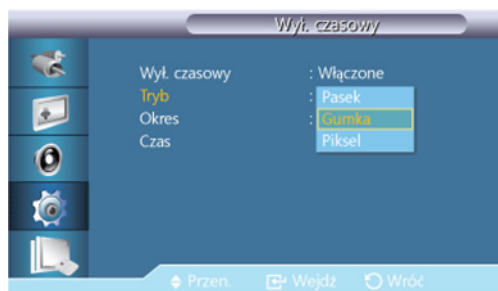 Wył. czasowy
Wył. czasowy : Włączone
Tryb : Pasek
Okres : Gumka
Czas Piksel
Przen. Wejdź Wróć